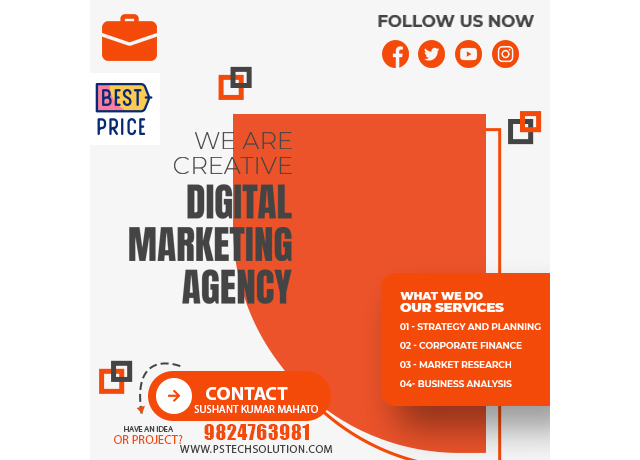 FOLLOW US NOW
BEST
PRICE
WE ARE
CREATIVE
DIGITAL
MARKETING
AGENCY
WHAT WE DO
OUR SERVICES
01 - STRATEGY AND PLANNING
02 - CORPORATE FINANCE
03 - MARKET RESEARCH
04- BUSINESS ANALYSIS
CONTACT
SUSHANT KUMAR MAHATO
HAVE AN IDEA
OR PROJECT?
9824763981
WWW.PSTECHSOLUTION.COM